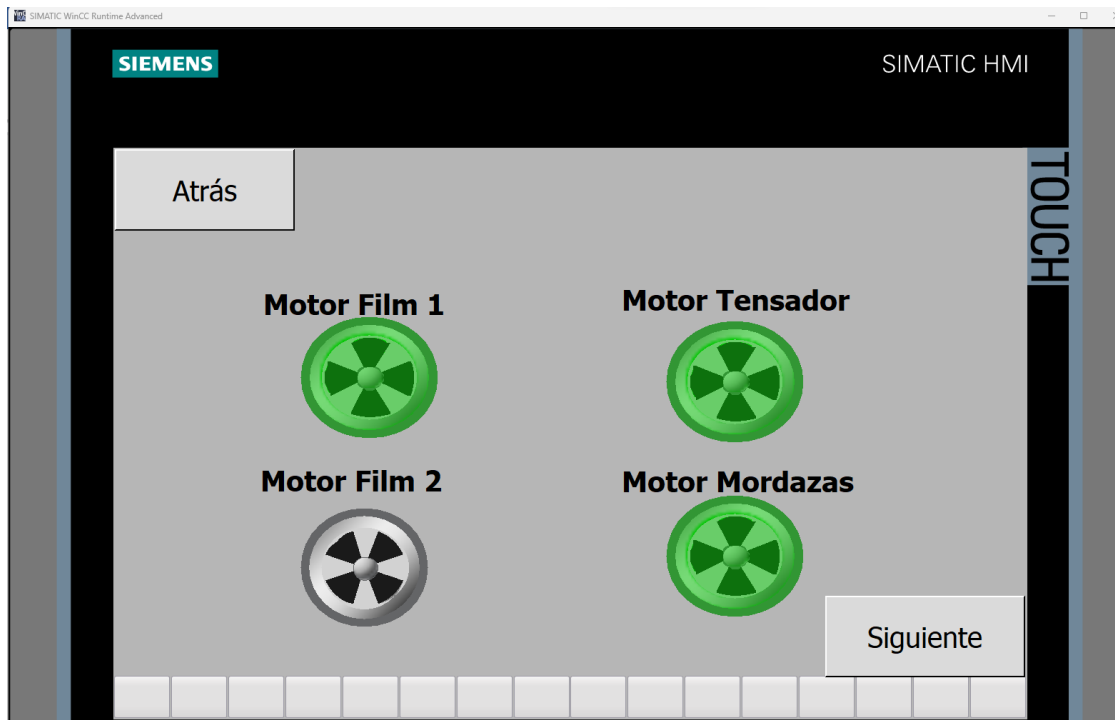 SIMATIC WinCC Runtime Advanced
SIEMENS
SIMATIC HMI
TOUCH
Atrás
Motor Film 1
Motor Tensador
Motor Film 2
Motor Mordazas
Siguiente